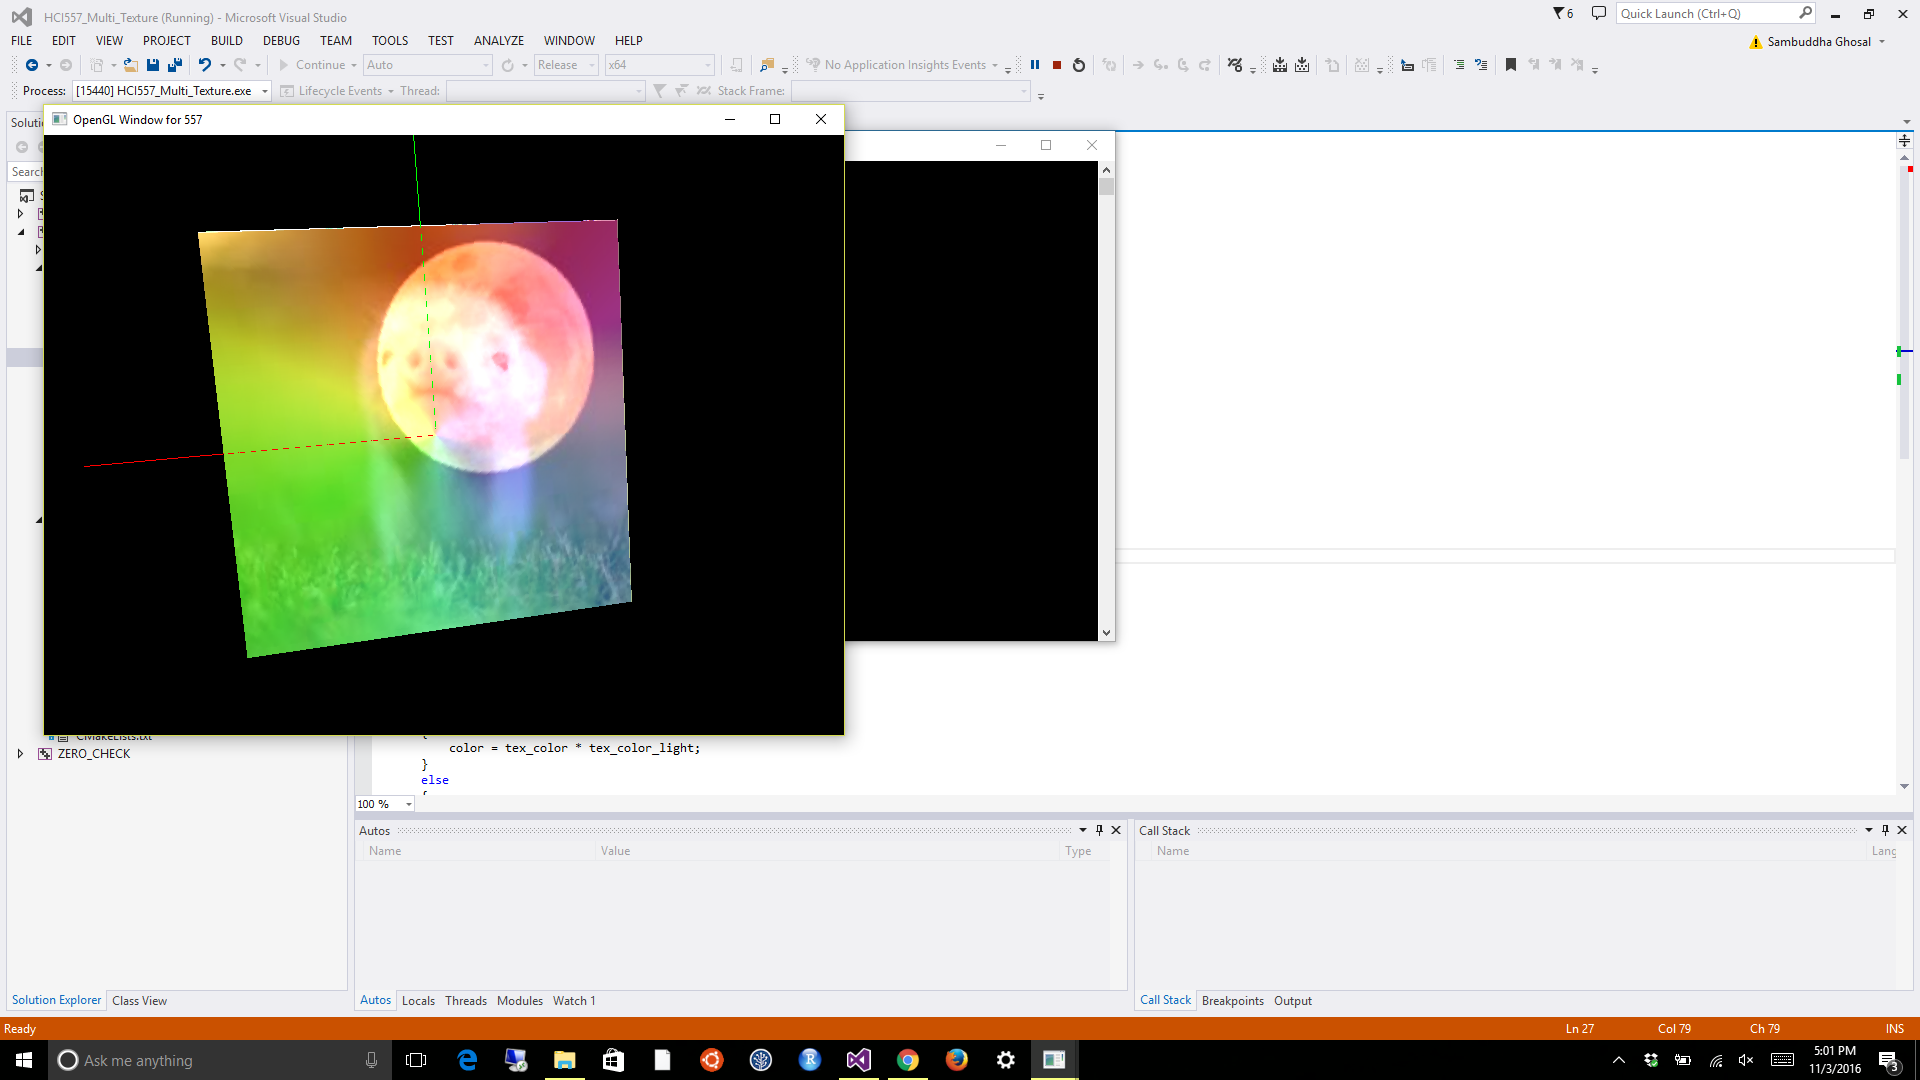 HCI557_Multi_Texture (Running) - Microsoft Visual Studio
6
Quick Launch (Ctrl+Q)
FILE EDIT VIEW PROJECT BUILD DEBUG TEAM TOOLS TEST ANALYZE WINDOW HELP
Sambuddha Ghosal
Continue Auto Release x64 No Application Insights Events
Process: [15440] HCI557_Multi_Texture.exe Lifecycle Events Thread: Stack Frame:
OpenGL Window for 557
CMakeLists.txt
ZERO_CHECK
{
color = tex_color * tex_color_light;
}
else
{
100 %
Autos
Name Value Type
Call Stack
Name
Solution Explorer Class View
Autos Locals Threads Modules Watch 1
Call Stack Breakpoints Output
Ready Ln 27 Col 79 Ch 79 INS
Ask me anything
5:01 PM
11/3/2016
3